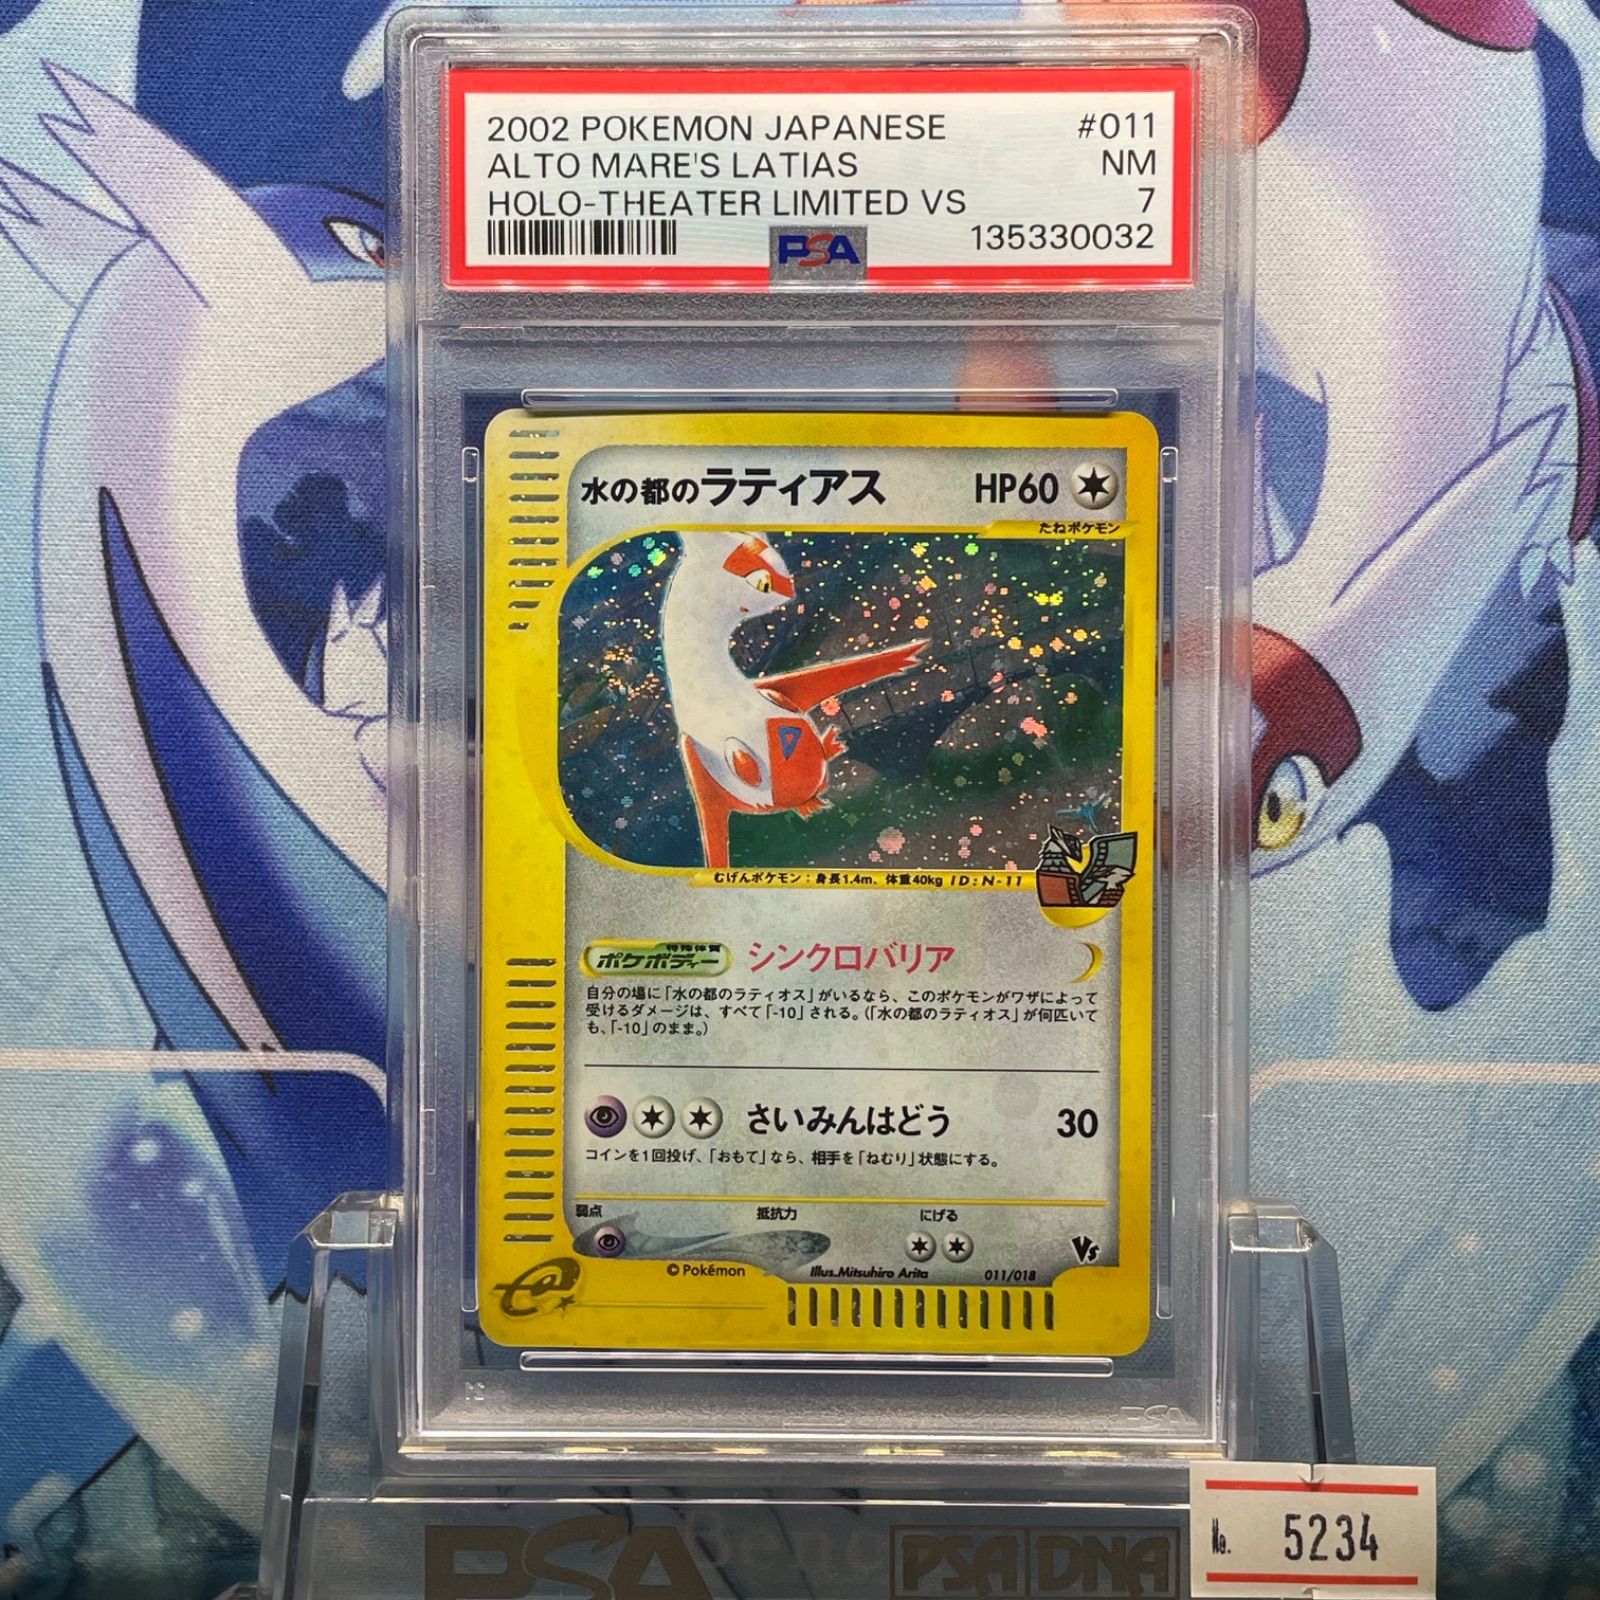 2002 POKEMON JAPANESE #011
ALTO MARE'S LATIAS NM
HOLO-THEATER LIMITED VS 7
PSA 135330032
水の都のラティアス HP60
たねポケモン
むげんポケモン：身長1.4m、体重40kg ID:N-11
特殊体質
ポケボディー シンクロバリア
自分の場に「水の都のラティオス」がいるなら、このポケモンがワザによって
受けるダメージは、すべて「-10」される。（「水の都のラティオス」が何匹いて
も、「-10」のまま。）
さいみんはどう 30
コインを1回投げ、「おもて」なら、相手を「ねむり」状態にする。
弱点 抵抗力 にげる
Vs
©Pokémon Illus.Mitsuhiro Arita 011/018
e
PSA
PSA PSA DNA
No. 5234